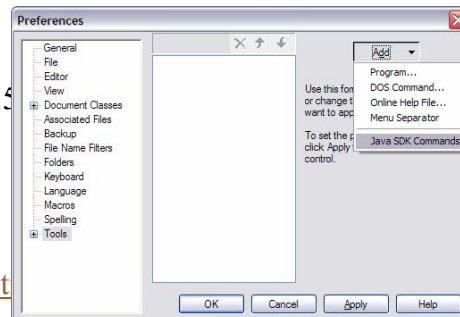 Preferences
General
File
Editor
View
Document Classes
Associated Files
Backup
File Name Filters
Folders
Keyboard
Language
Macros
Spelling
Tools
Add
Program...
DOS Command...
Online Help File...
Menu Separator
Java SDK Commands
Use this
or change
want to app
To set the
click Apply
control.
5
t
OK Cancel Apply Help